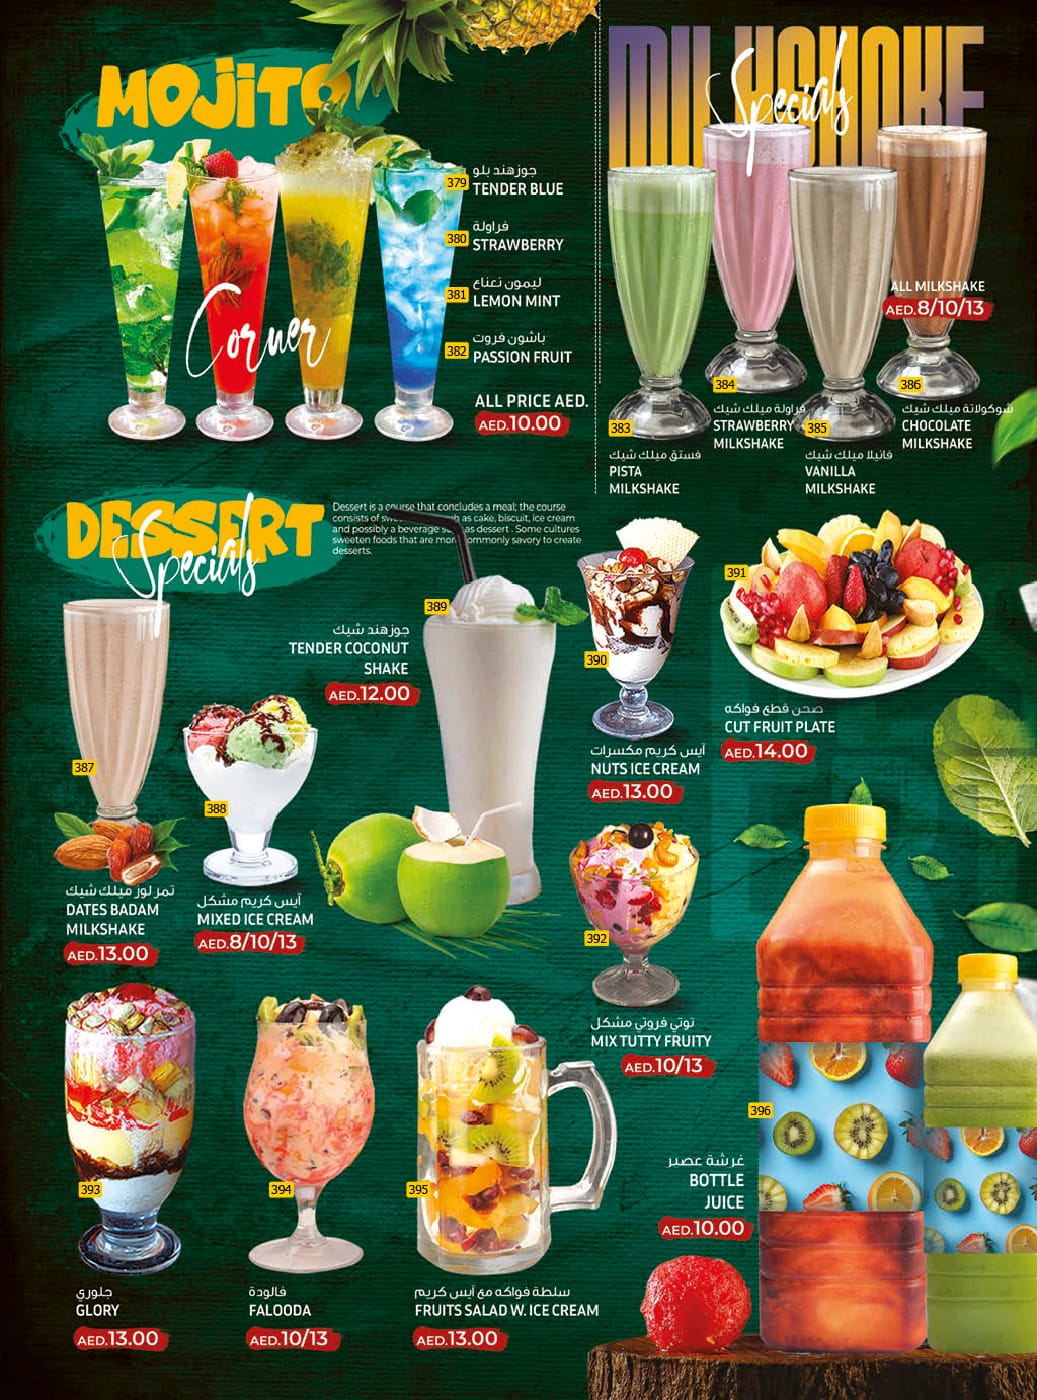 MOJITO
Corner
379
جوز هند بلو
TENDER BLUE
380
فراولة
STRAWBERRY
381
ليمون نعناع
LEMON MINT
382
باشون فروت
PASSION FRUIT
ALL PRICE AED.
AED.10.00
MILKSHAKE
Specials
ALL MILKSHAKE
AED.8/10/13
383
فستق ميلك شيك
PISTA
MILKSHAKE
384
فراولة ميلك شيك
STRAWBERRY
MILKSHAKE
385
فانيلا ميلك شيك
VANILLA
MILKSHAKE
386
شوكولاتة ميلك شيك
CHOCOLATE
MILKSHAKE
DESSERT
Specials
Dessert is a course that concludes a meal; the course
consists of as cake, biscuit, ice cream
and possibly a beverage as dessert . Some cultures
sweeten foods that are more commonly savory to create
desserts.
387
تمر لوز ميلك شيك
DATES BADAM
MILKSHAKE
AED.13.00
388
آيس كريم مشكل
MIXED ICE CREAM
AED.8/10/13
389
جوز هند شيك
TENDER COCONUT
SHAKE
AED.12.00
390
آيس كريم مكسرات
NUTS ICE CREAM
AED.13.00
391
صحن قطع فواكه
CUT FRUIT PLATE
AED.14.00
392
توتي فروتي مشكل
MIX TUTTY FRUITY
AED.10/13
393
جلوري
GLORY
AED.13.00
394
فالودة
FALOODA
AED.10/13
395
سلطة فواكه مع آيس كريم
FRUITS SALAD W. ICE CREAM
AED.13.00
396
غرشة عصير
BOTTLE
JUICE
AED.10.00